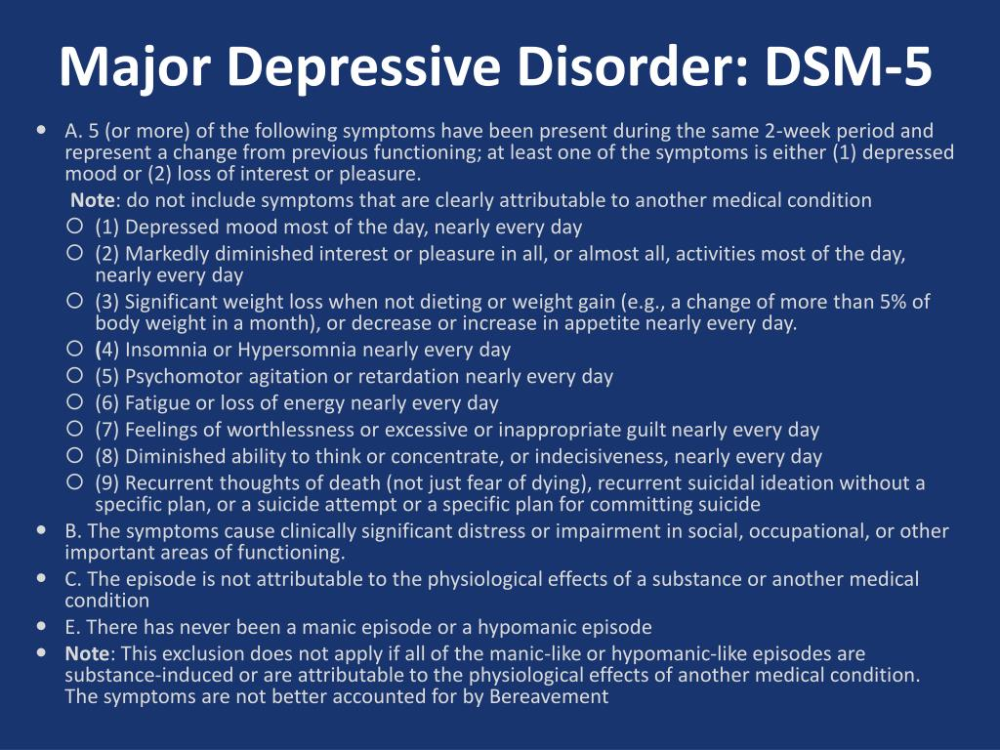 Major Depressive Disorder: DSM-5
• A. 5 (or more) of the following symptoms have been present during the same 2-week period and
represent a change from previous functioning; at least one of the symptoms is either (1) depressed
mood or (2) loss of interest or pleasure.
Note: do not include symptoms that are clearly attributable to another medical condition
○ (1) Depressed mood most of the day, nearly every day
○ (2) Markedly diminished interest or pleasure in all, or almost all, activities most of the day,
nearly every day
○ (3) Significant weight loss when not dieting or weight gain (e.g., a change of more than 5% of
body weight in a month), or decrease or increase in appetite nearly every day.
○ (4) Insomnia or Hypersomnia nearly every day
○ (5) Psychomotor agitation or retardation nearly every day
○ (6) Fatigue or loss of energy nearly every day
○ (7) Feelings of worthlessness or excessive or inappropriate guilt nearly every day
○ (8) Diminished ability to think or concentrate, or indecisiveness, nearly every day
○ (9) Recurrent thoughts of death (not just fear of dying), recurrent suicidal ideation without a
specific plan, or a suicide attempt or a specific plan for committing suicide
• B. The symptoms cause clinically significant distress or impairment in social, occupational, or other
important areas of functioning.
• C. The episode is not attributable to the physiological effects of a substance or another medical
condition
• E. There has never been a manic episode or a hypomanic episode
• Note: This exclusion does not apply if all of the manic-like or hypomanic-like episodes are
substance-induced or are attributable to the physiological effects of another medical condition.
The symptoms are not better accounted for by Bereavement